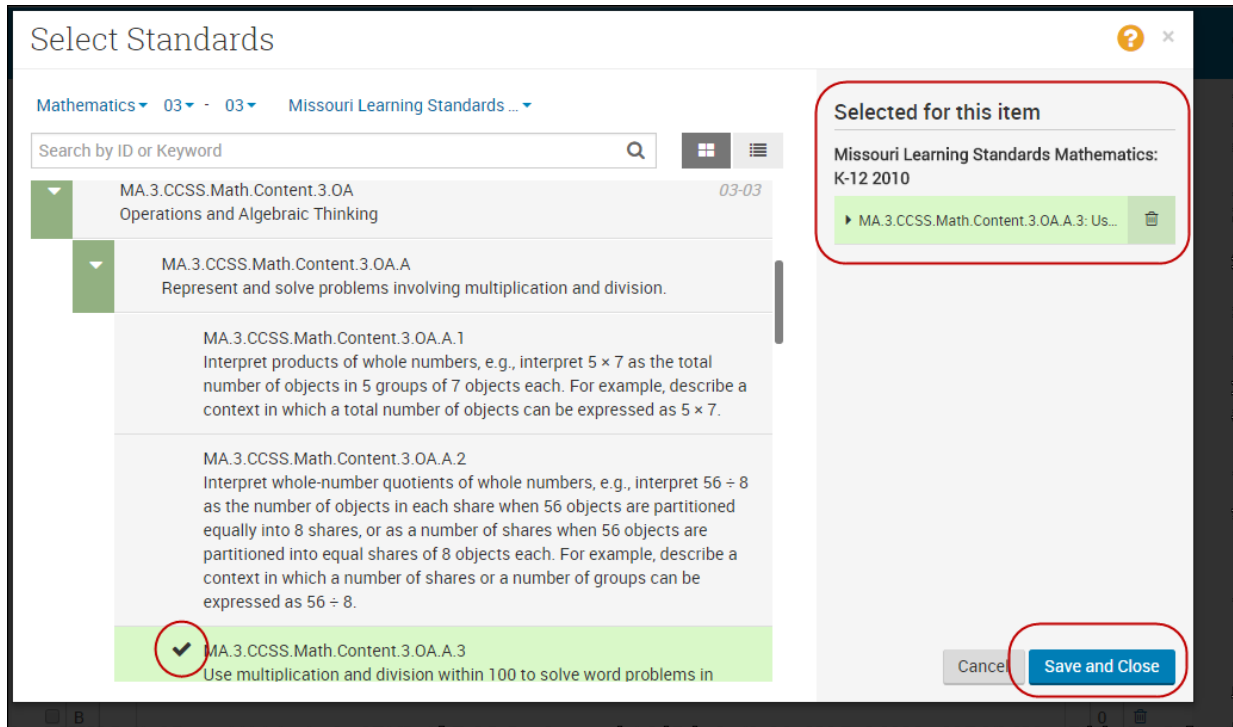 Select Standards
?
×
Mathematics 03 - 03 Missouri Learning Standards ...
Search by ID or Keyword
MA.3.CCSS.Math.Content.3.OA 03-03
Operations and Algebraic Thinking
MA.3.CCSS.Math.Content.3.OA.A
Represent and solve problems involving multiplication and division.
MA.3.CCSS.Math.Content.3.OA.A.1
Interpret products of whole numbers, e.g., interpret 5 × 7 as the total
number of objects in 5 groups of 7 objects each. For example, describe a
context in which a total number of objects can be expressed as 5 × 7.
MA.3.CCSS.Math.Content.3.OA.A.2
Interpret whole-number quotients of whole numbers, e.g., interpret 56 ÷ 8
as the number of objects in each share when 56 objects are partitioned
equally into 8 shares, or as a number of shares when 56 objects are
partitioned into equal shares of 8 objects each. For example, describe a
context in which a number of shares or a number of groups can be
expressed as 56 ÷ 8.
MA.3.CCSS.Math.Content.3.OA.A.3
Use multiplication and division within 100 to solve word problems in
Selected for this item
Missouri Learning Standards Mathematics:
K-12 2010
MA.3.CCSS.Math.Content.3.OA.A.3: Us...
Cancel
Save and Close
B
0